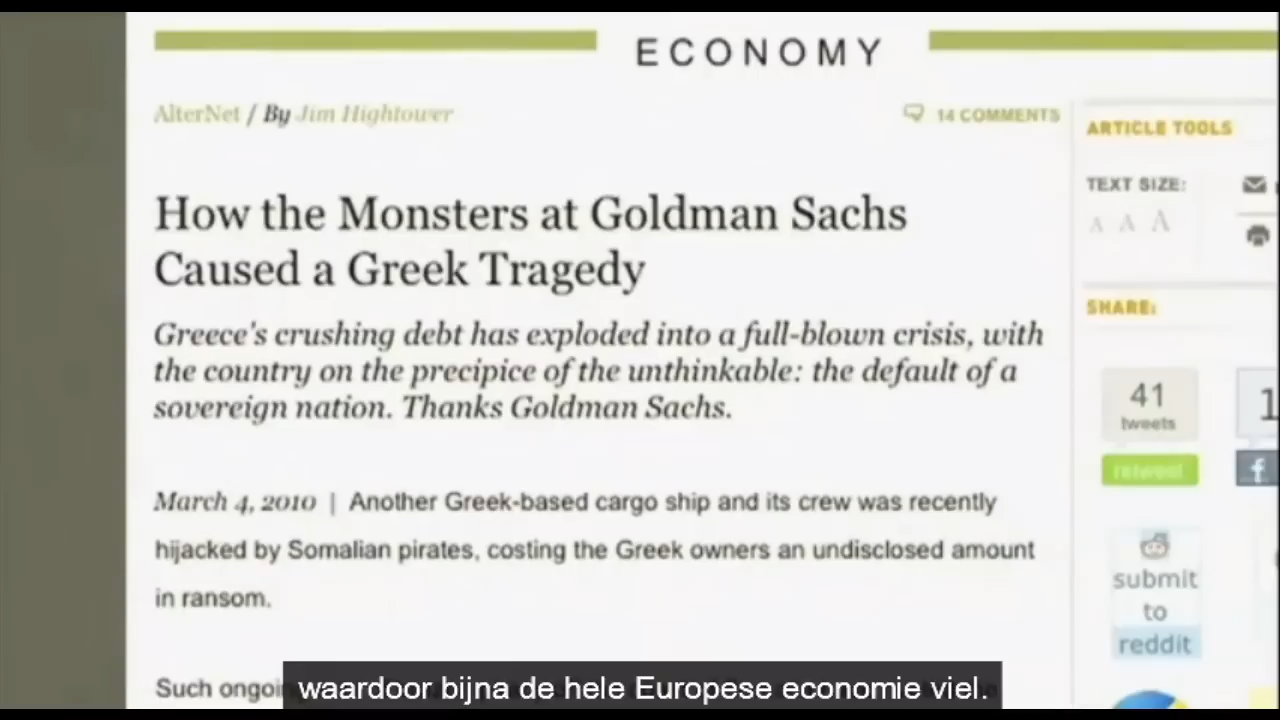 ECONOMY
AlterNet / By Jim Hightower
14 COMMENTS
How the Monsters at Goldman Sachs
Caused a Greek Tragedy
Greece's crushing debt has exploded into a full-blown crisis, with
the country on the precipice of the unthinkable: the default of a
sovereign nation. Thanks Goldman Sachs.
March 4, 2010 | Another Greek-based cargo ship and its crew was recently
hijacked by Somalian pirates, costing the Greek owners an undisclosed amount
in ransom.
Such
ARTICLE TOOLS
TEXT SIZE:
A A A
SHARE:
41
tweets
retweet
1
f
submit
to
reddit
waardoor bijna de hele Europese economie viel.